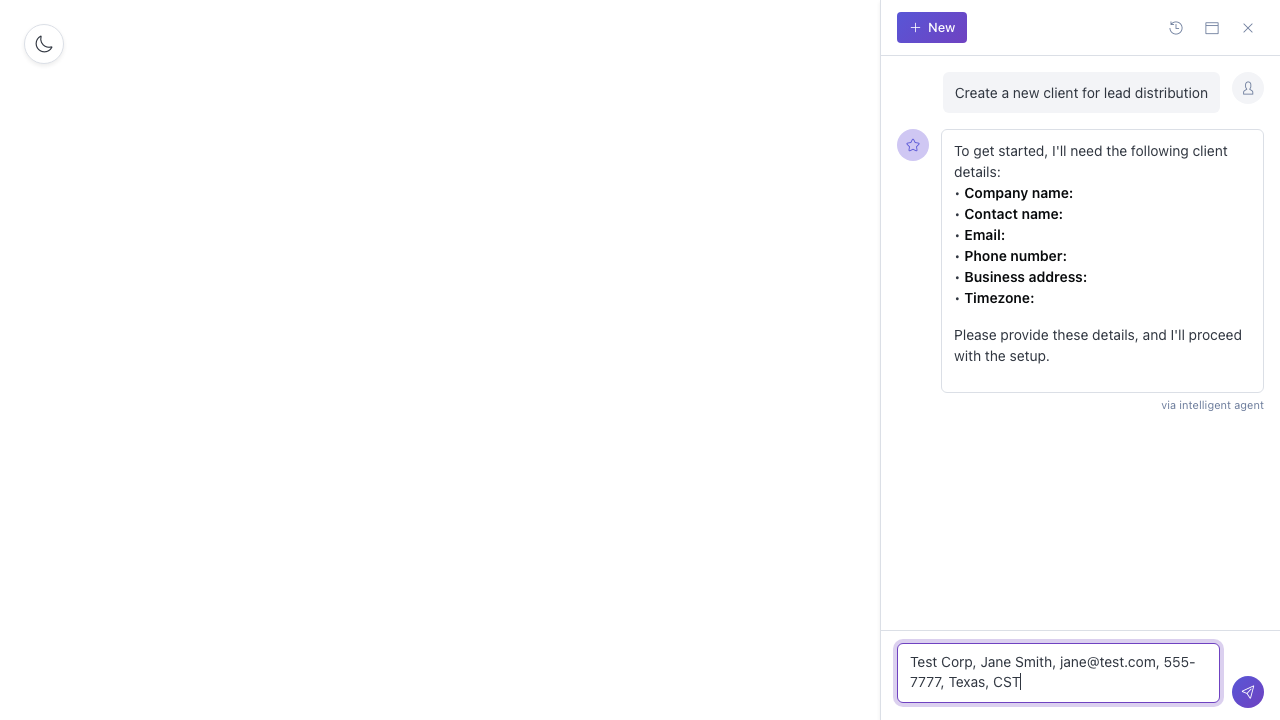 New
Create a new client for lead distribution
To get started, I'll need the following client
details:
• Company name:
• Contact name:
• Email:
• Phone number:
• Business address:
• Timezone:
Please provide these details, and I'll proceed
with the setup.
via intelligent agent
Test Corp, Jane Smith, jane@test.com, 555-
7777, Texas, CST